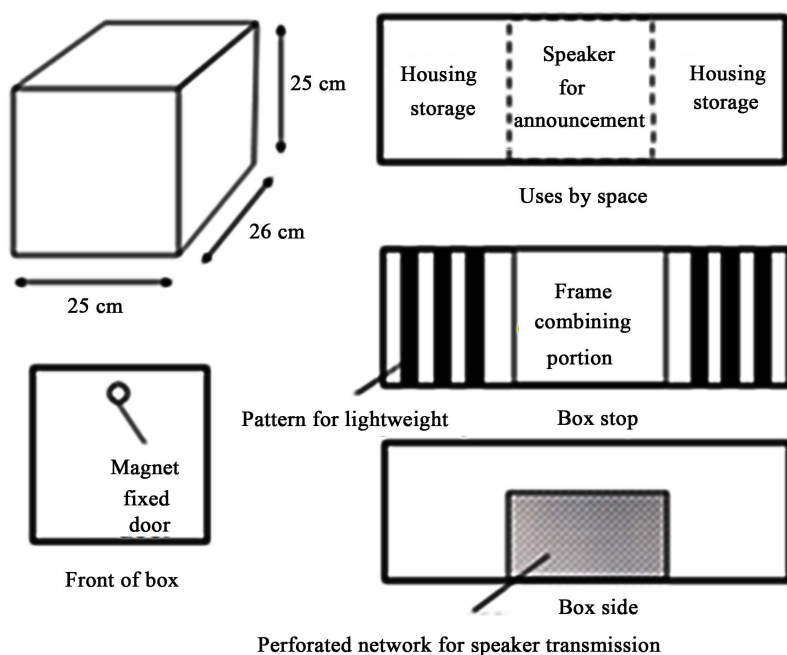 25 cm
26 cm
25 cm
Housing
storage
Speaker
for
announcement
Housing
storage
Uses by space
Frame
combining
portion
Pattern for lightweight
Box stop
Magnet
fixed
door
Front of box
Box side
Perforated network for speaker transmission